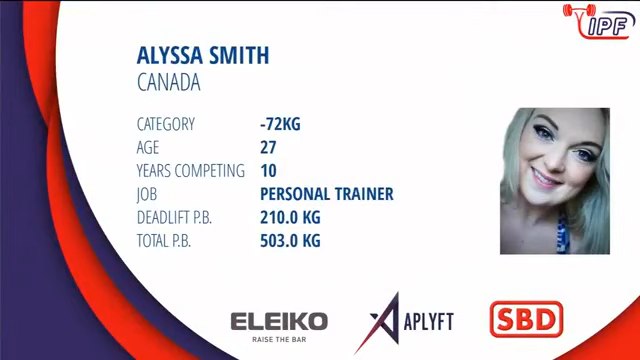 IPF
ALYSSA SMITH
CANADA
CATEGORY -72KG
AGE 27
YEARS COMPETING 10
JOB PERSONAL TRAINER
DEADLIFT P.B. 210.0 KG
TOTAL P.B. 503.0 KG
ELEIKO
RAISE THE BAR
APLYFT
SBD